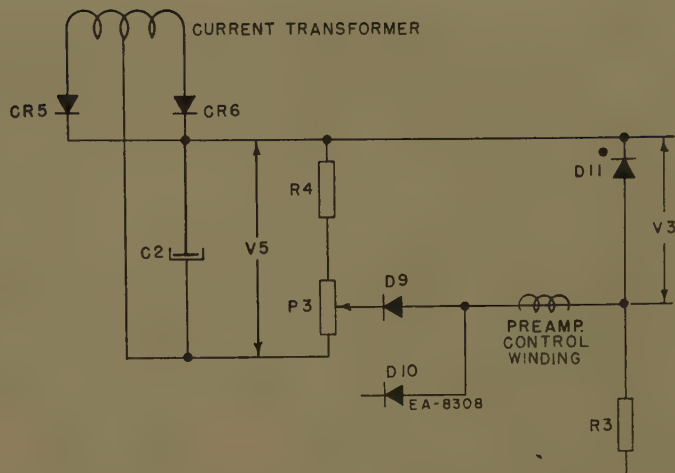 CURRENT TRANSFORMER
CR5
CR6
D11
R4
C2
V5
V3
P3
D9
PREAMP.
CONTROL
WINDING
D10
EA-8308
R3